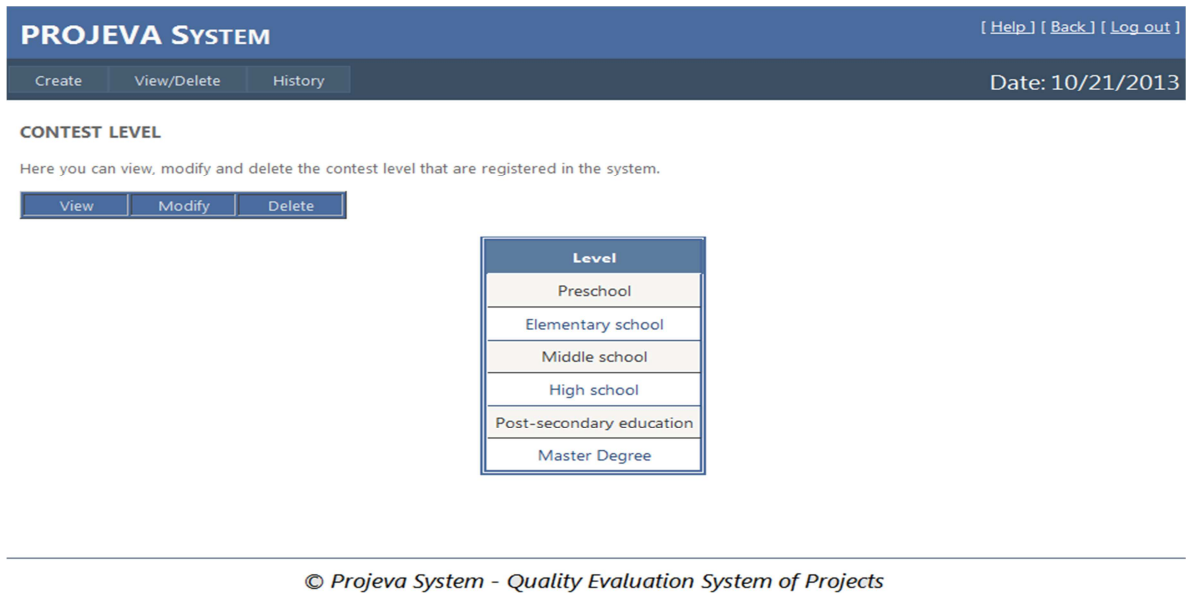 PROJEVA SYSTEM
[ Help ] [ Back ] [ Log out ]
Create View/Delete History
Date: 10/21/2013
CONTEST LEVEL
Here you can view, modify and delete the contest level that are registered in the system.
View Modify Delete
Level
Preschool
Elementary school
Middle school
High school
Post-secondary education
Master Degree
© Projeva System - Quality Evaluation System of Projects